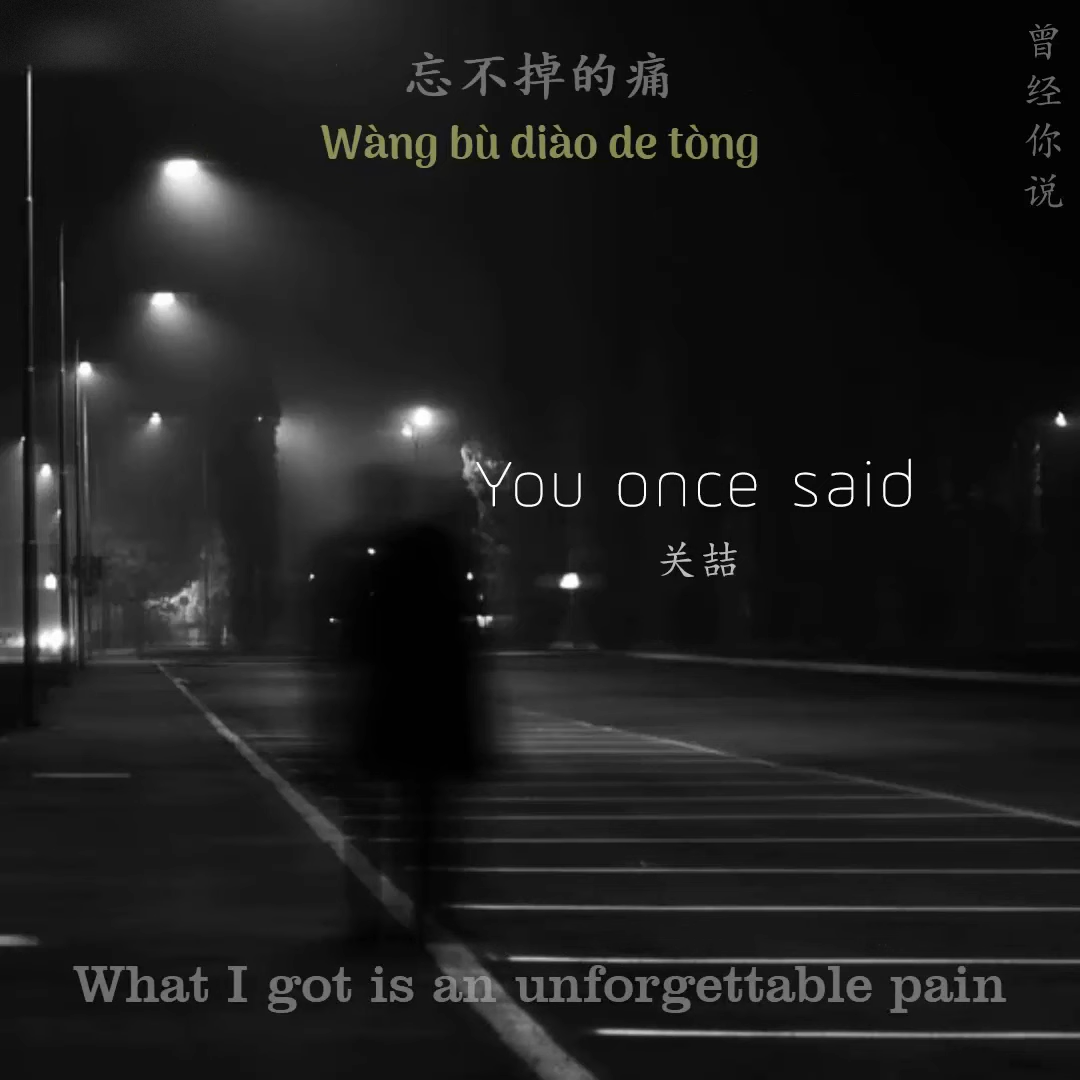 忘不掉的痛
Wàng bù diào de tòng
曾经你说
You once said
关喆
What I got is an unforgettable pain